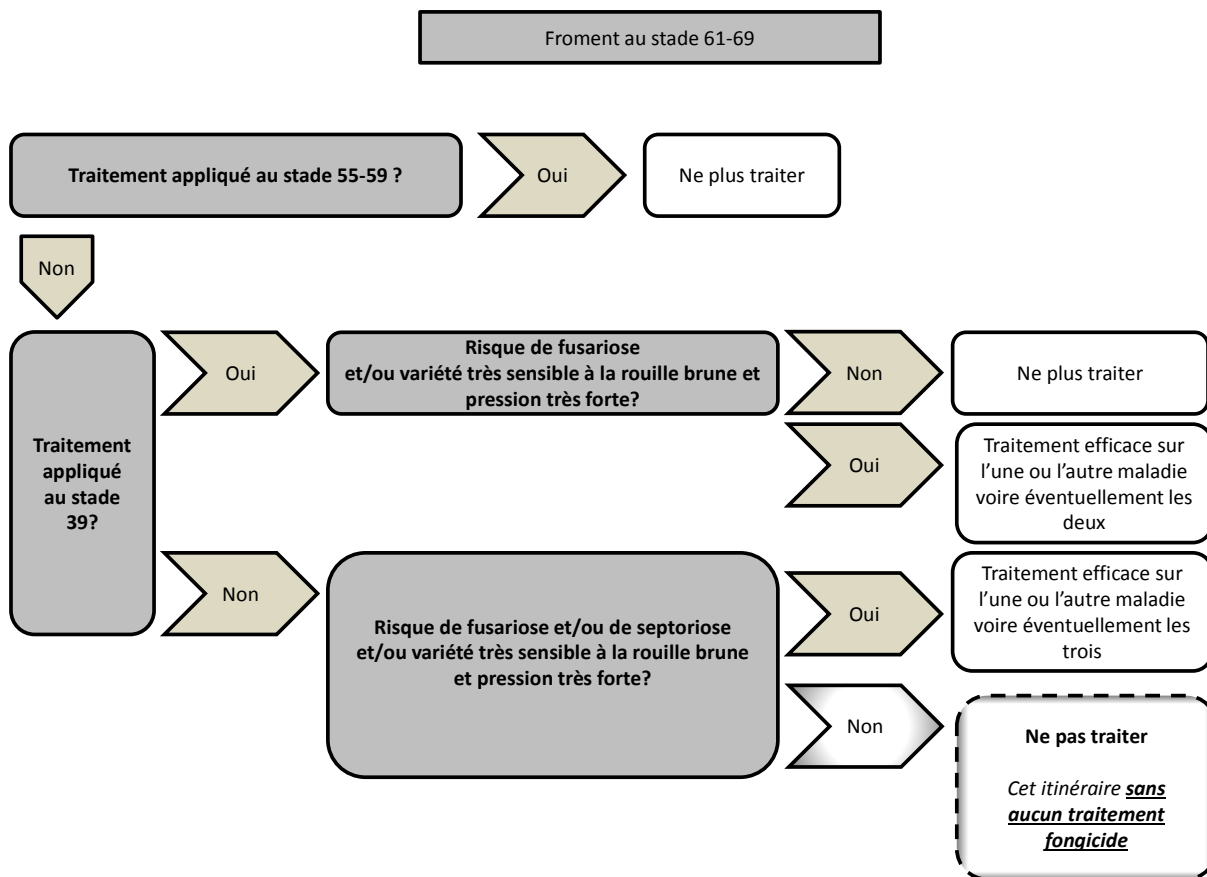 Froment au stade 61-69
Traitement appliqué au stade 55-59 ?
Oui
Ne plus traiter
Non
Traitement
appliqué
au stade
39?
Oui
Risque de fusariose
et/ou variété très sensible à la rouille brune et
pression très forte?
Non
Ne plus traiter
Oui
Traitement efficace sur
l'une ou l'autre maladie
voire éventuellement les
deux
Non
Risque de fusariose et/ou de septoriose
et/ou variété très sensible à la rouille brune
et pression très forte?
Oui
Traitement efficace sur
l'une ou l'autre maladie
voire éventuellement les
trois
Non
Ne pas traiter
Cet itinéraire sans
aucun traitement
fongicide